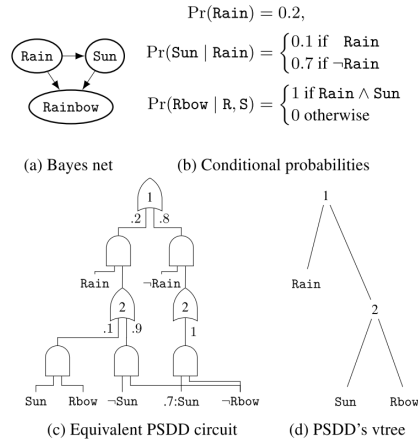 Rain
Sun
Rainbow
Pr(Rain) = 0.2,
Pr(Sun | Rain) = { 0.1 if Rain
0.7 if ¬Rain
Pr(Rbow | R, S) = { 1 if Rain ∧ Sun
0 otherwise
(a) Bayes net
(b) Conditional probabilities
1
.2 .8
Rain ¬Rain
2 2
.1 .9 1
Sun Rbow ¬Sun .7:Sun ¬Rbow
(c) Equivalent PSDD circuit
1
Rain
2
Sun Rbow
(d) PSDD's vtree